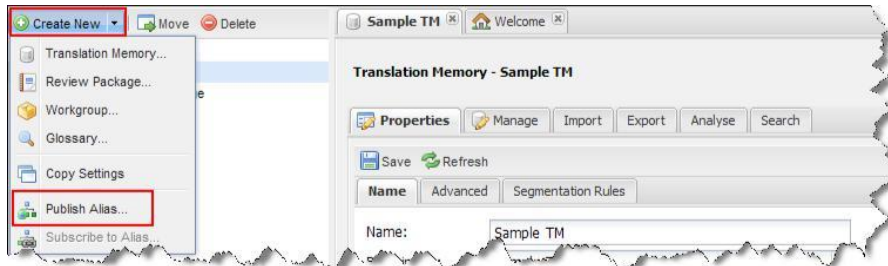 Create New Move Delete
Translation Memory...
Review Package...
e
Workgroup...
Glossary...
Copy Settings
Publish Alias...
Subscribe to Alias...
Sample TM Welcome
Translation Memory - Sample TM
Properties Manage Import Export Analyse Search
Save Refresh
Name Advanced Segmentation Rules
Name: Sample TM